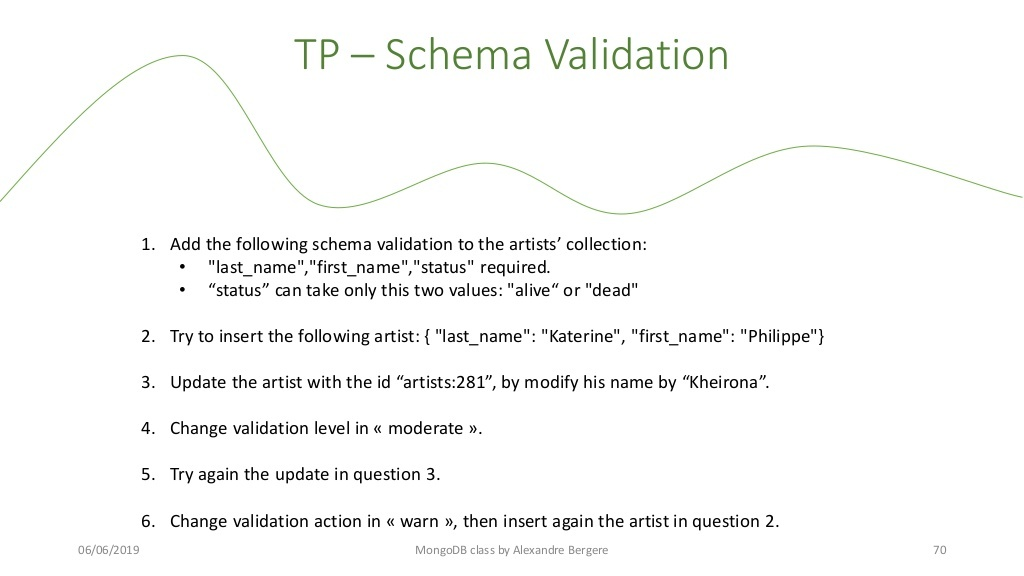 TP – Schema Validation
1. Add the following schema validation to the artists’ collection:
• "last_name","first_name","status" required.
• “status” can take only this two values: "alive“ or "dead"
2. Try to insert the following artist: { "last_name": "Katerine", "first_name": "Philippe"}
3. Update the artist with the id “artists:281”, by modify his name by “Kheirona”.
4. Change validation level in « moderate ».
5. Try again the update in question 3.
6. Change validation action in « warn », then insert again the artist in question 2.
06/06/2019
MongoDB class by Alexandre Bergere
70